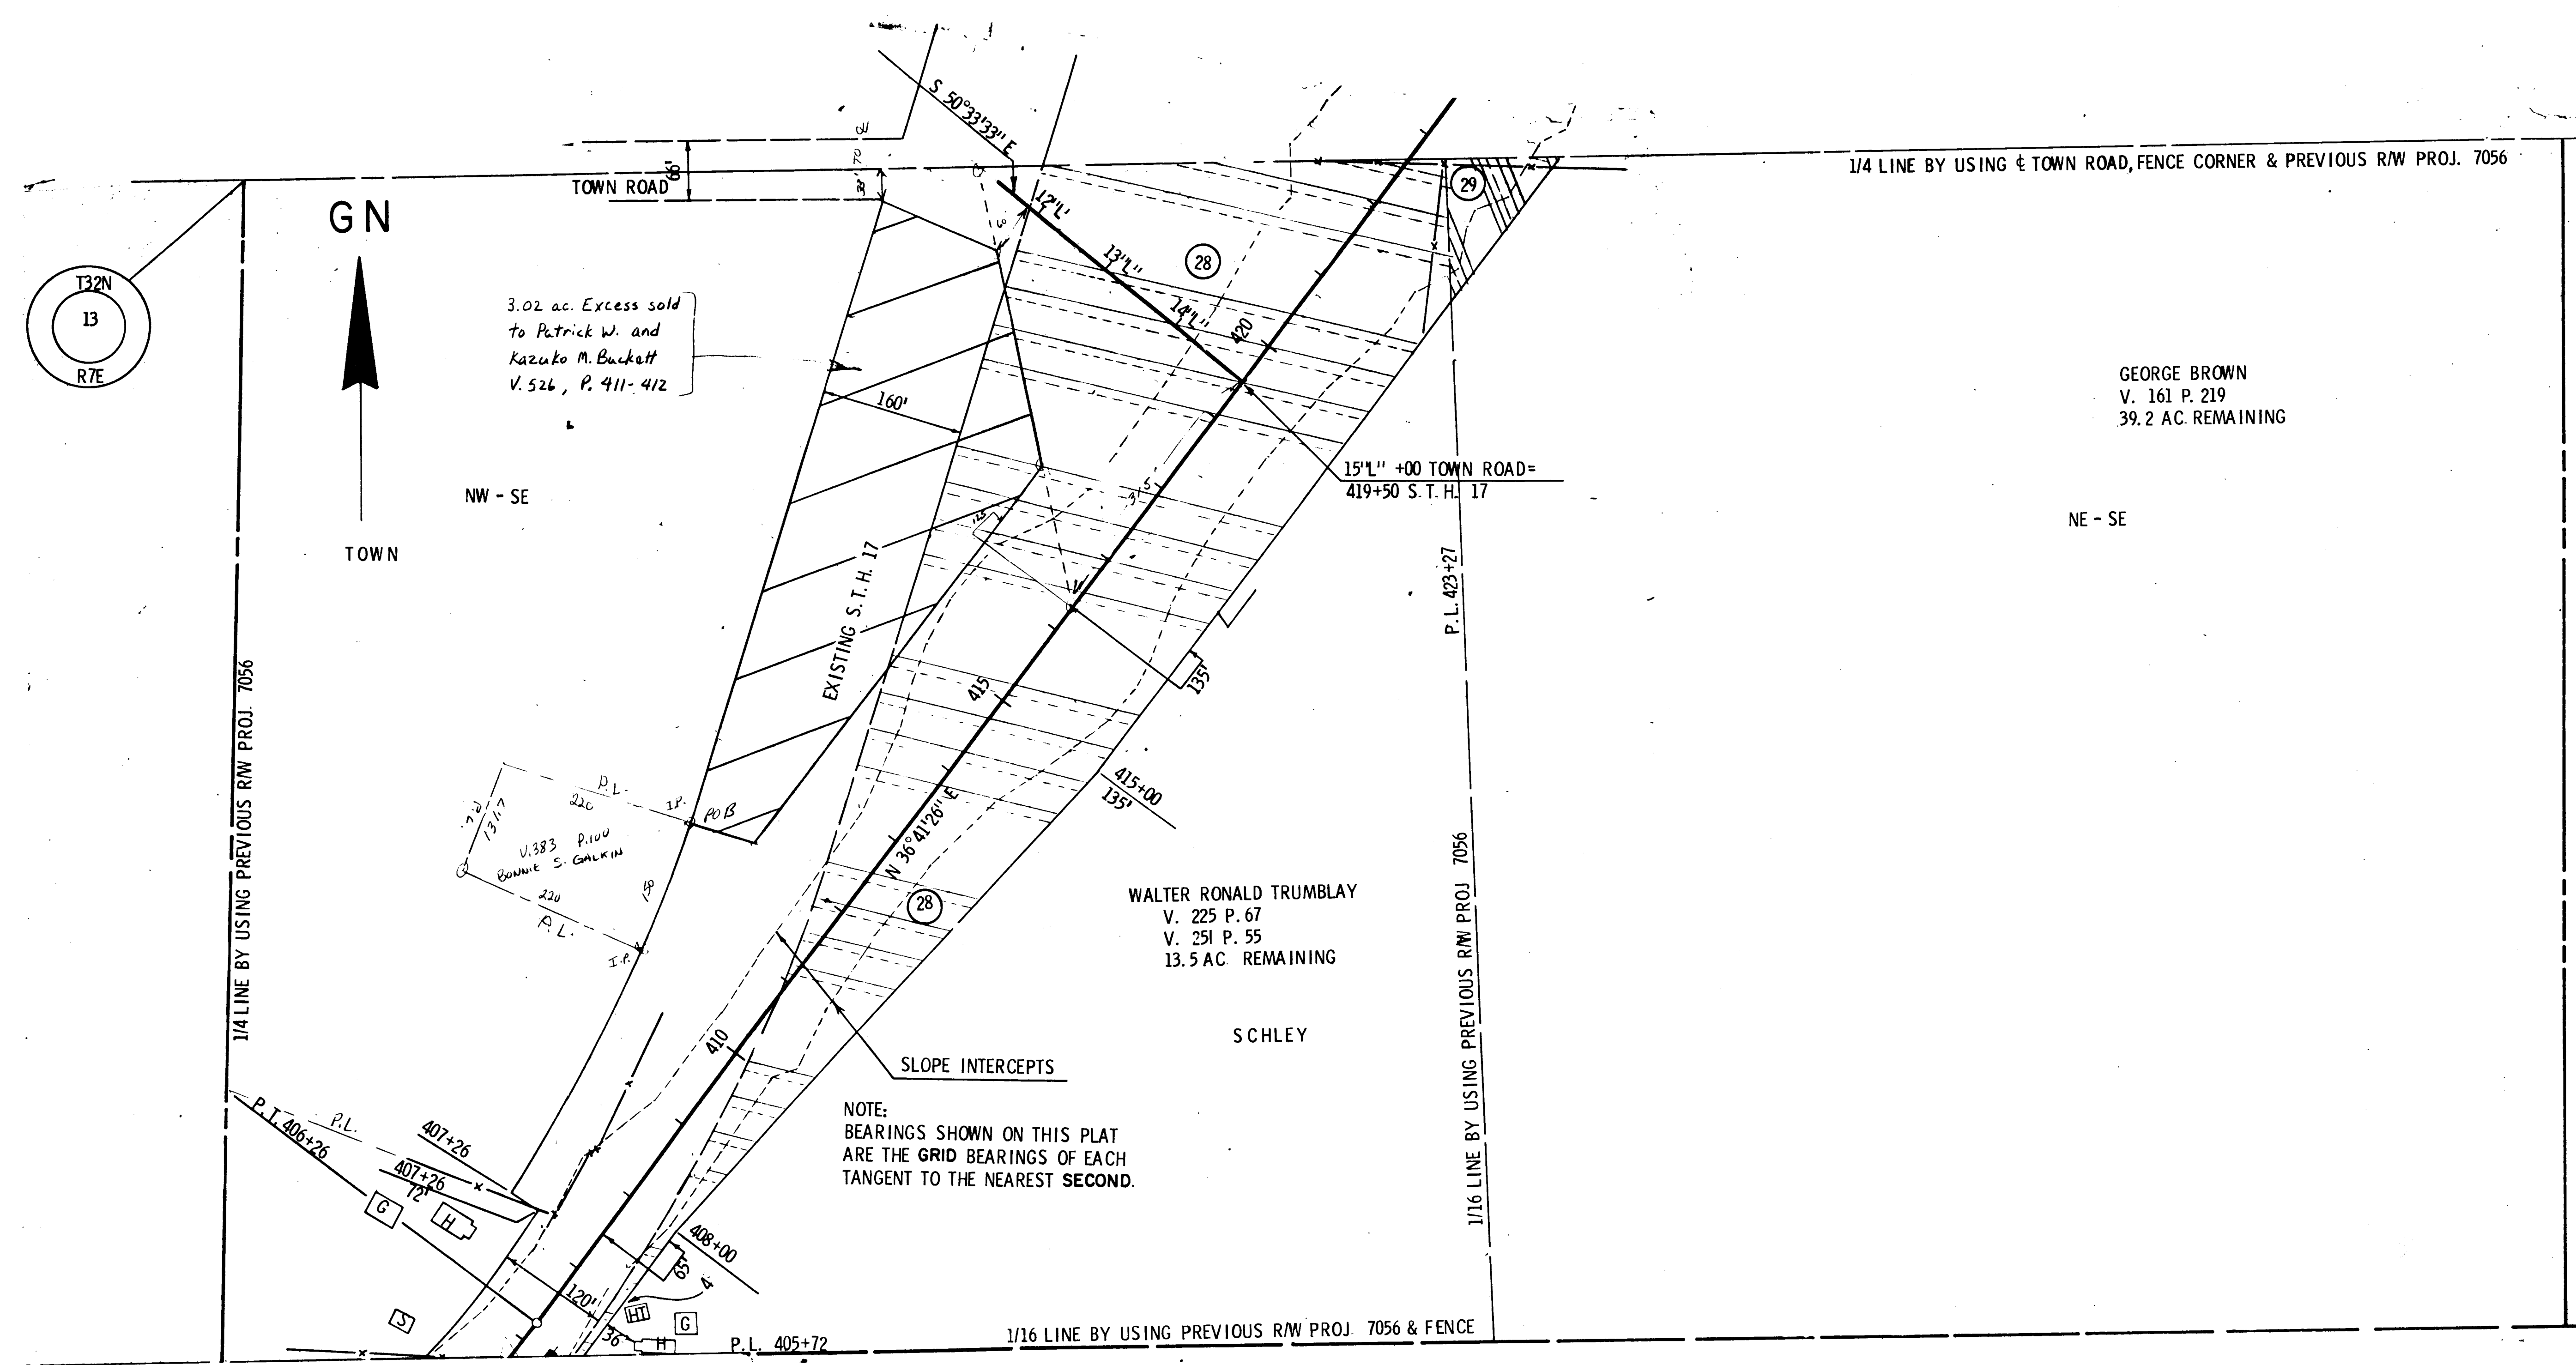 S 50°33'33" E
℄
70
33'
66'
TOWN ROAD
1/4 LINE BY USING ℄ TOWN ROAD, FENCE CORNER & PREVIOUS R/W PROJ. 7056
29
GN
T32N
13
R7E
12"L"
13"L"
14"L"
28
420
3.02 ac. Excess sold
to Patrick W. and
Kazuko M. Buckett
V. 526, P. 411-412
160'
GEORGE BROWN
V. 161 P. 219
39.2 AC. REMAINING
15"L" +00 TOWN ROAD=
419+50 S.T.H. 17
315
NW - SE
NE - SE
TOWN
125
EXISTING S.T.H. 17
P.L. 423+27
135'
415
1/4 LINE BY USING PREVIOUS R/W PROJ. 7056
415+00
135'
P.L.
220
I.P.
POB
P.L.
131.7
V.383 P.100
BONNIE S. GALKIN
220
P.L.
150
I.P.
N 36°41'26" E
28
WALTER RONALD TRUMBLAY
V. 225 P. 67
V. 251 P. 55
13.5 AC. REMAINING
1/16 LINE BY USING PREVIOUS R/W PROJ 7056
SCHLEY
410
SLOPE INTERCEPTS
NOTE:
BEARINGS SHOWN ON THIS PLAT
ARE THE GRID BEARINGS OF EACH
TANGENT TO THE NEAREST SECOND.
P.T. 406+26
P.L.
407+26
407+26
72'
G
H
408+00
65'
4
120'
S
HT
G
36'
H
P.L. 405+72
1/16 LINE BY USING PREVIOUS R/W PROJ. 7056 & FENCE